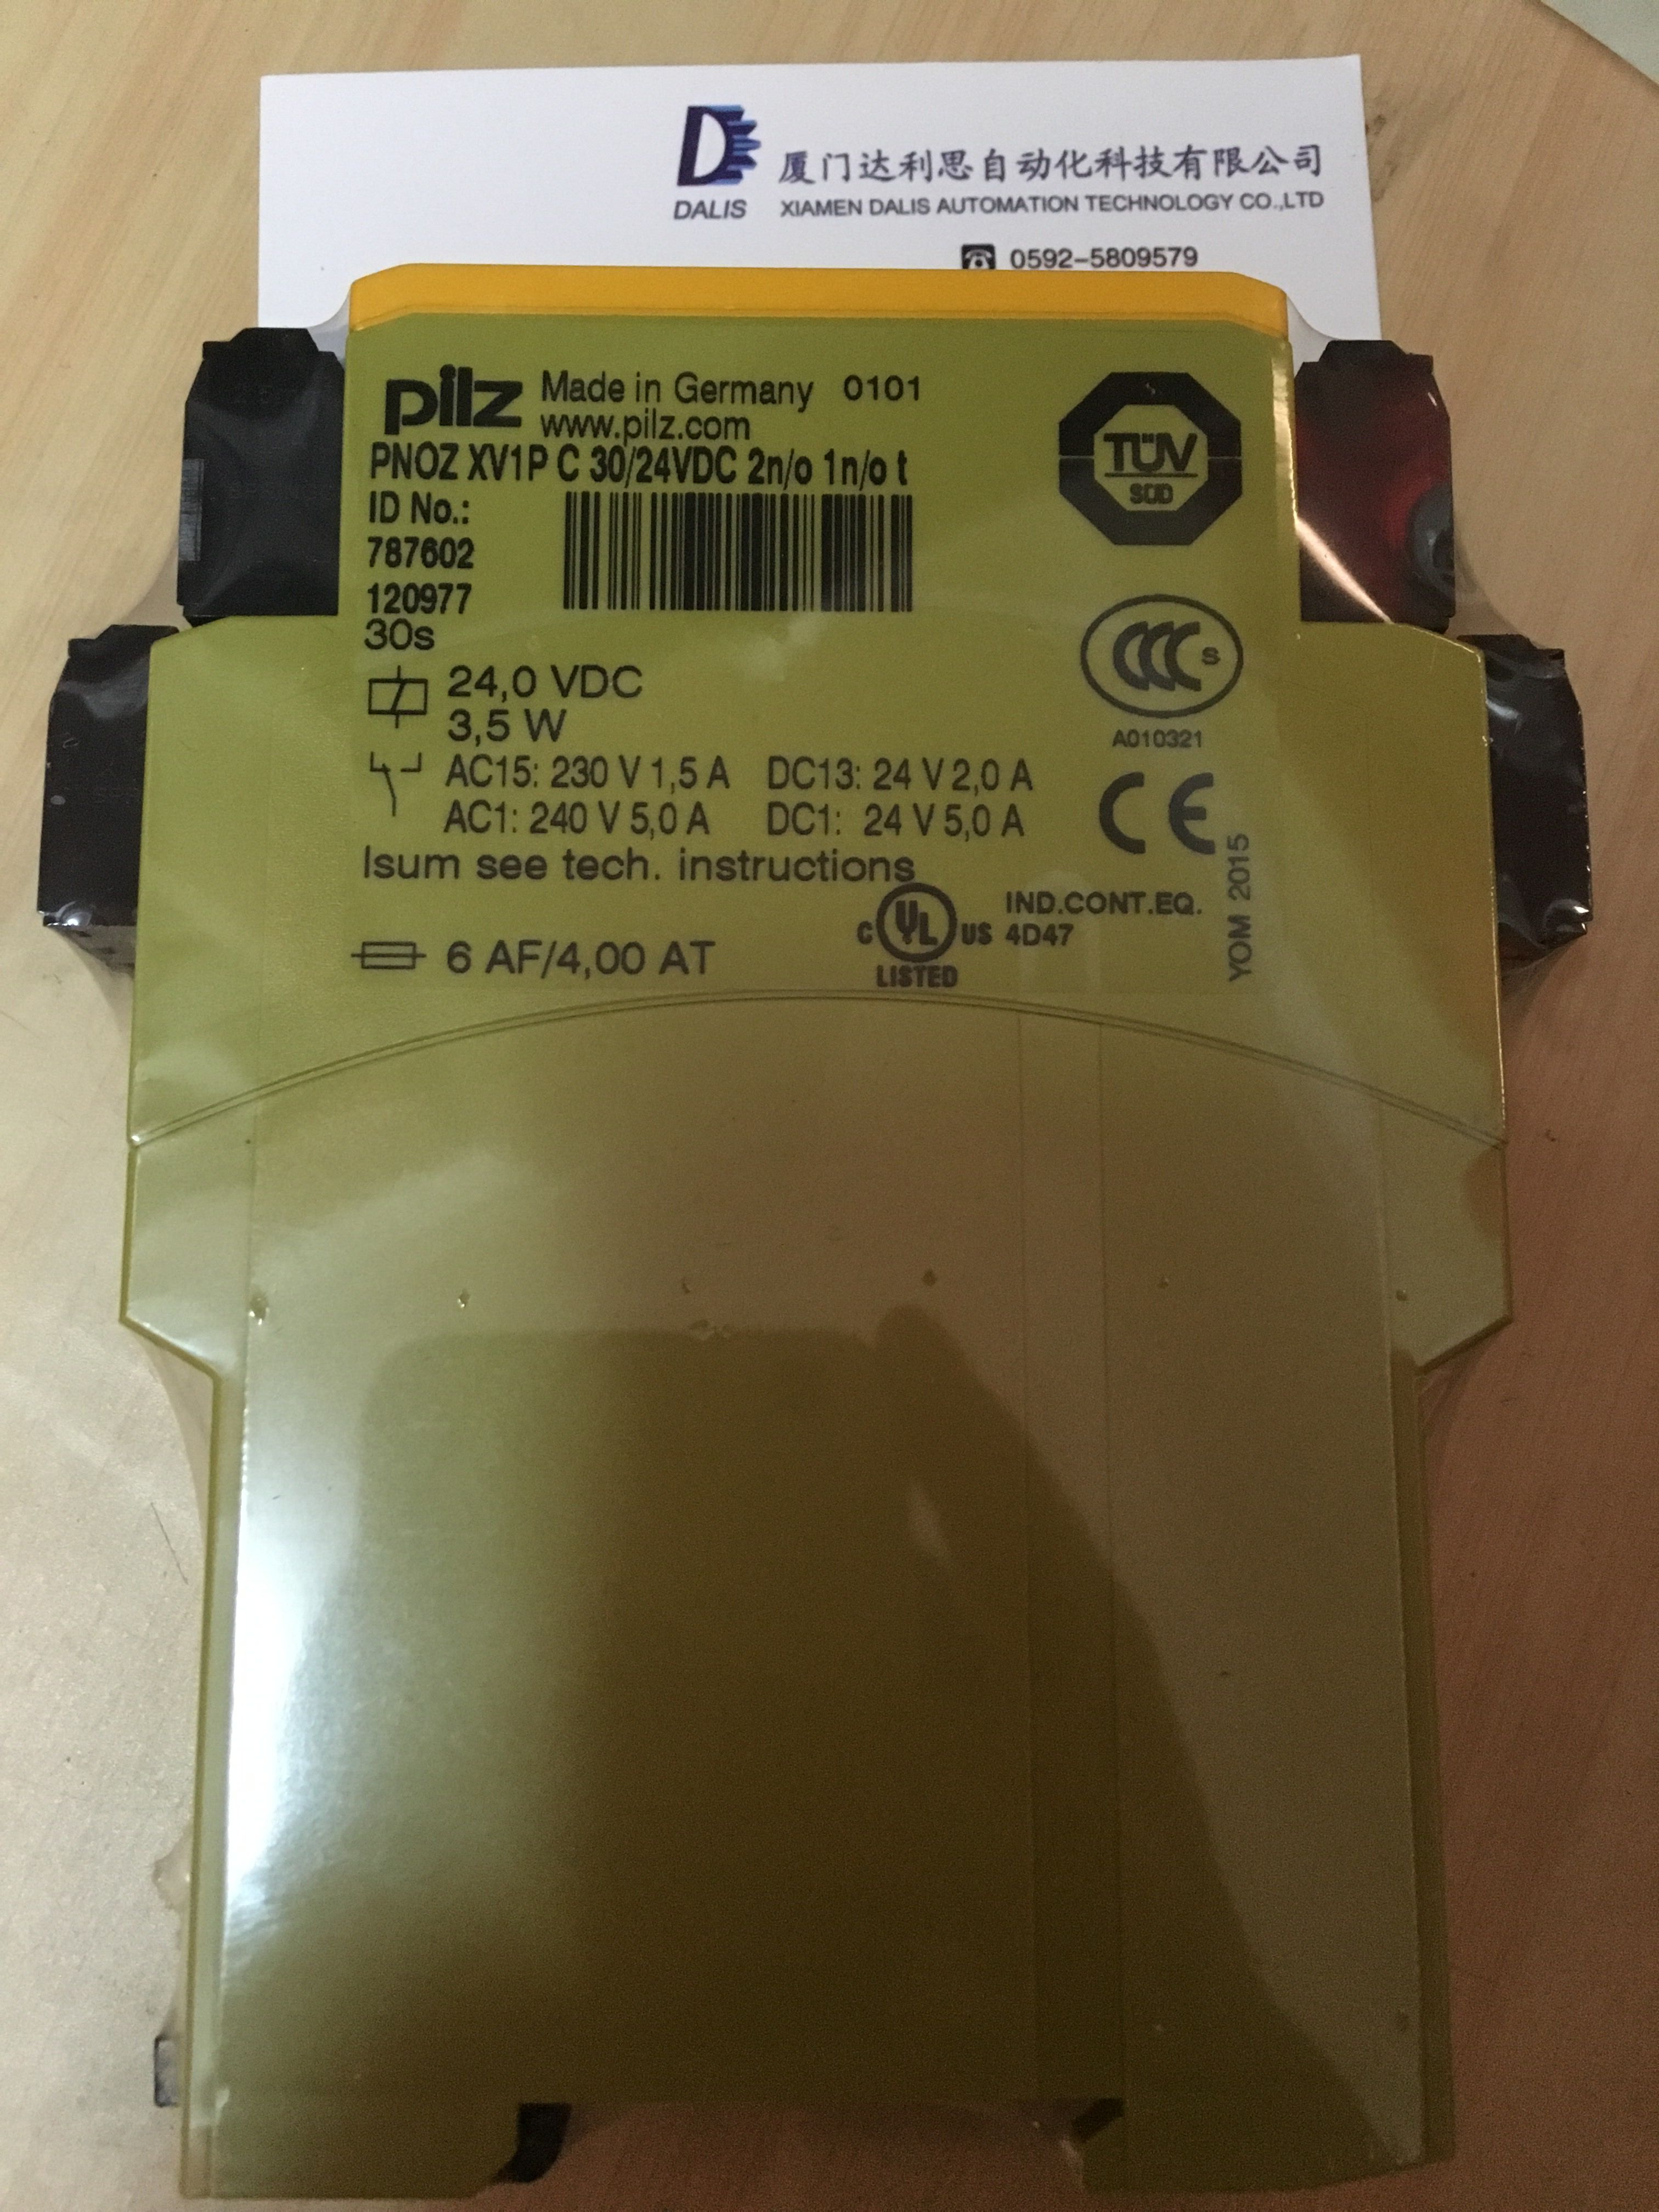 DALIS
厦门达利思自动化科技有限公司
XIAMEN DALIS AUTOMATION TECHNOLOGY CO.,LTD
0592-5809579
pilz Made in Germany 0101
www.pilz.com
PNOZ XV1P C 30/24VDC 2n/o 1n/o t
ID No.:
787602
120977
30s
24,0 VDC
3,5 W
AC15: 230 V 1,5 A DC13: 24 V 2,0 A
AC1: 240 V 5,0 A DC1: 24 V 5,0 A
Isum see tech. instructions
6 AF/4,00 AT
TÜV
SÜD
CCC S
A010321
CE
YOM 2015
C UL US
LISTED
IND.CONT.EQ.
4D47